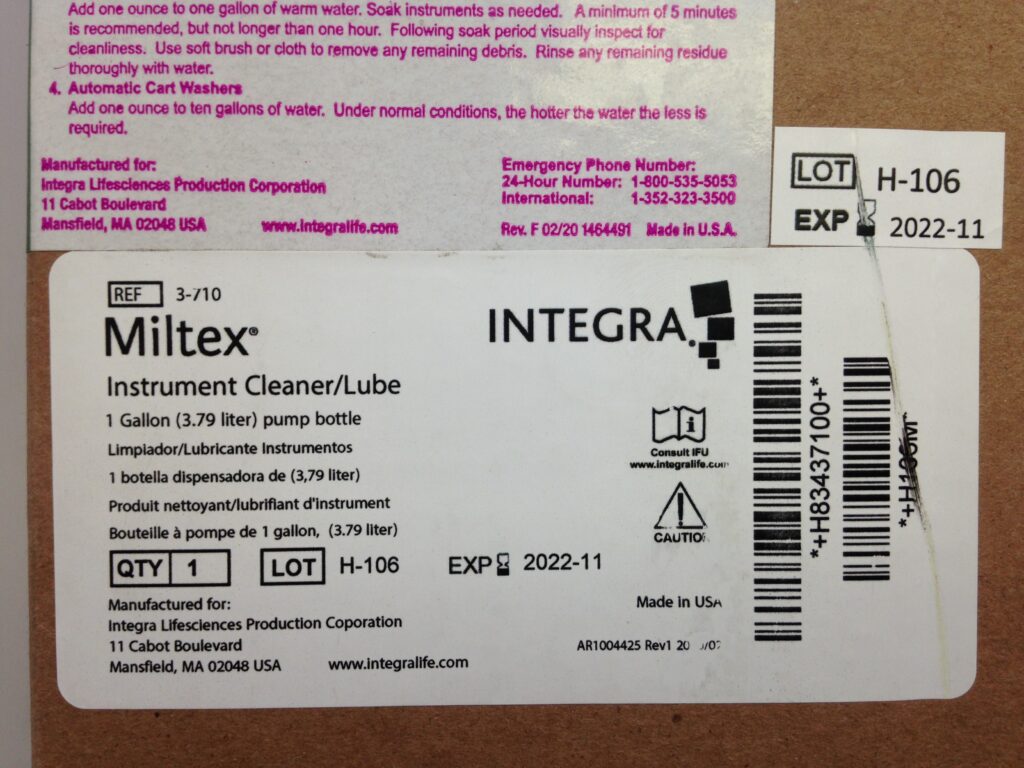 Add one ounce to one gallon of warm water. Soak instruments as needed. A minimum of 5 minutes
is recommended, but not longer than one hour. Following soak period visually inspect for
cleanliness. Use soft brush or cloth to remove any remaining debris. Rinse any remaining residue
thoroughly with water.
4. Automatic Cart Washers
Add one ounce to ten gallons of water. Under normal conditions, the hotter the water the less is
required.
Manufactured for:
Integra Lifesciences Production Corporation
11 Cabot Boulevard
Mansfield, MA 02048 USA www.integralife.com
Emergency Phone Number:
24-Hour Number: 1-800-535-5053
International: 1-352-323-3500
Rev. F 02/20 1464491 Made in U.S.A.
LOT H-106
EXP 2022-11
REF 3-710
Miltex®
Instrument Cleaner/Lube
1 Gallon (3.79 liter) pump bottle
Limpiador/Lubricante Instrumentos
1 botella dispensadora de (3,79 liter)
Produit nettoyant/lubrifiant d'instrument
Bouteille à pompe de 1 gallon, (3.79 liter)
QTY 1 LOT H-106 EXP 2022-11
Manufactured for:
Integra Lifesciences Production Coporation
11 Cabot Boulevard
Mansfield, MA 02048 USA www.integralife.com
INTEGRA®
Consult IFU
www.integralife.com
CAUTIO
Made in USA
AR1004425 Rev1 20
*+H83437100+*